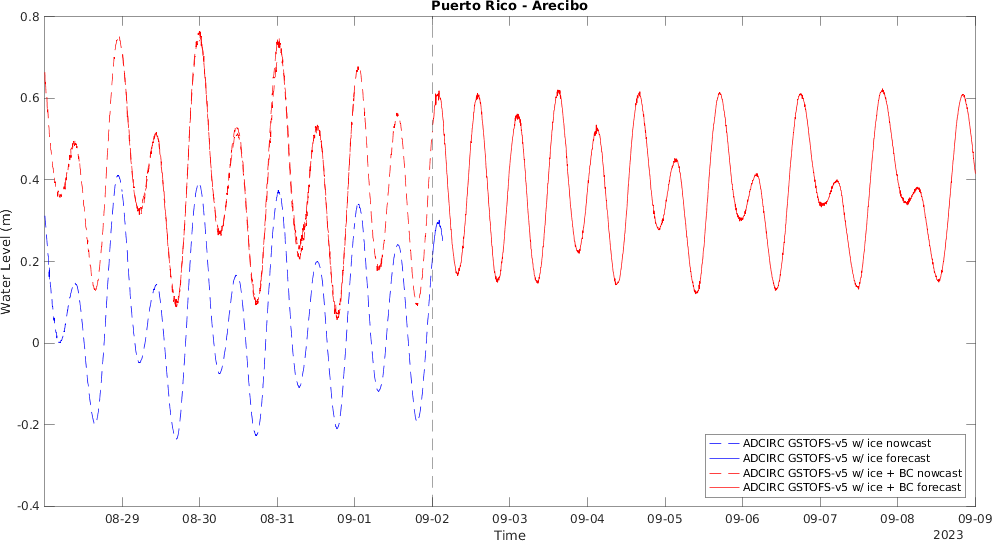 Puerto Rico - Arecibo
Water Level (m)
0.8
0.6
0.4
0.2
0
-0.2
-0.4
ADCIRC GSTOFS-v5 w/ ice nowcast
ADCIRC GSTOFS-v5 w/ ice forecast
ADCIRC GSTOFS-v5 w/ ice + BC nowcast
ADCIRC GSTOFS-v5 w/ ice + BC forecast
08-29 08-30 08-31 09-01 09-02 09-03 09-04 09-05 09-06 09-07 09-08 09-09
Time
2023